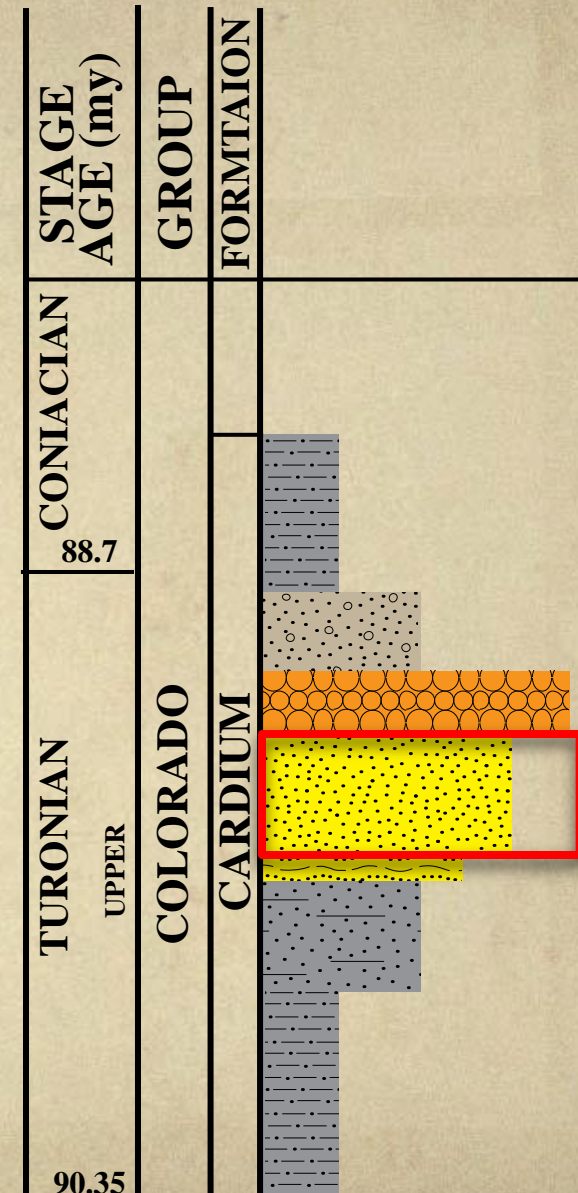 STAGE
AGE (my)
GROUP
FORMTAION
CONIACIAN
88.7
TURONIAN
UPPER
COLORADO
CARDIUM
90.35